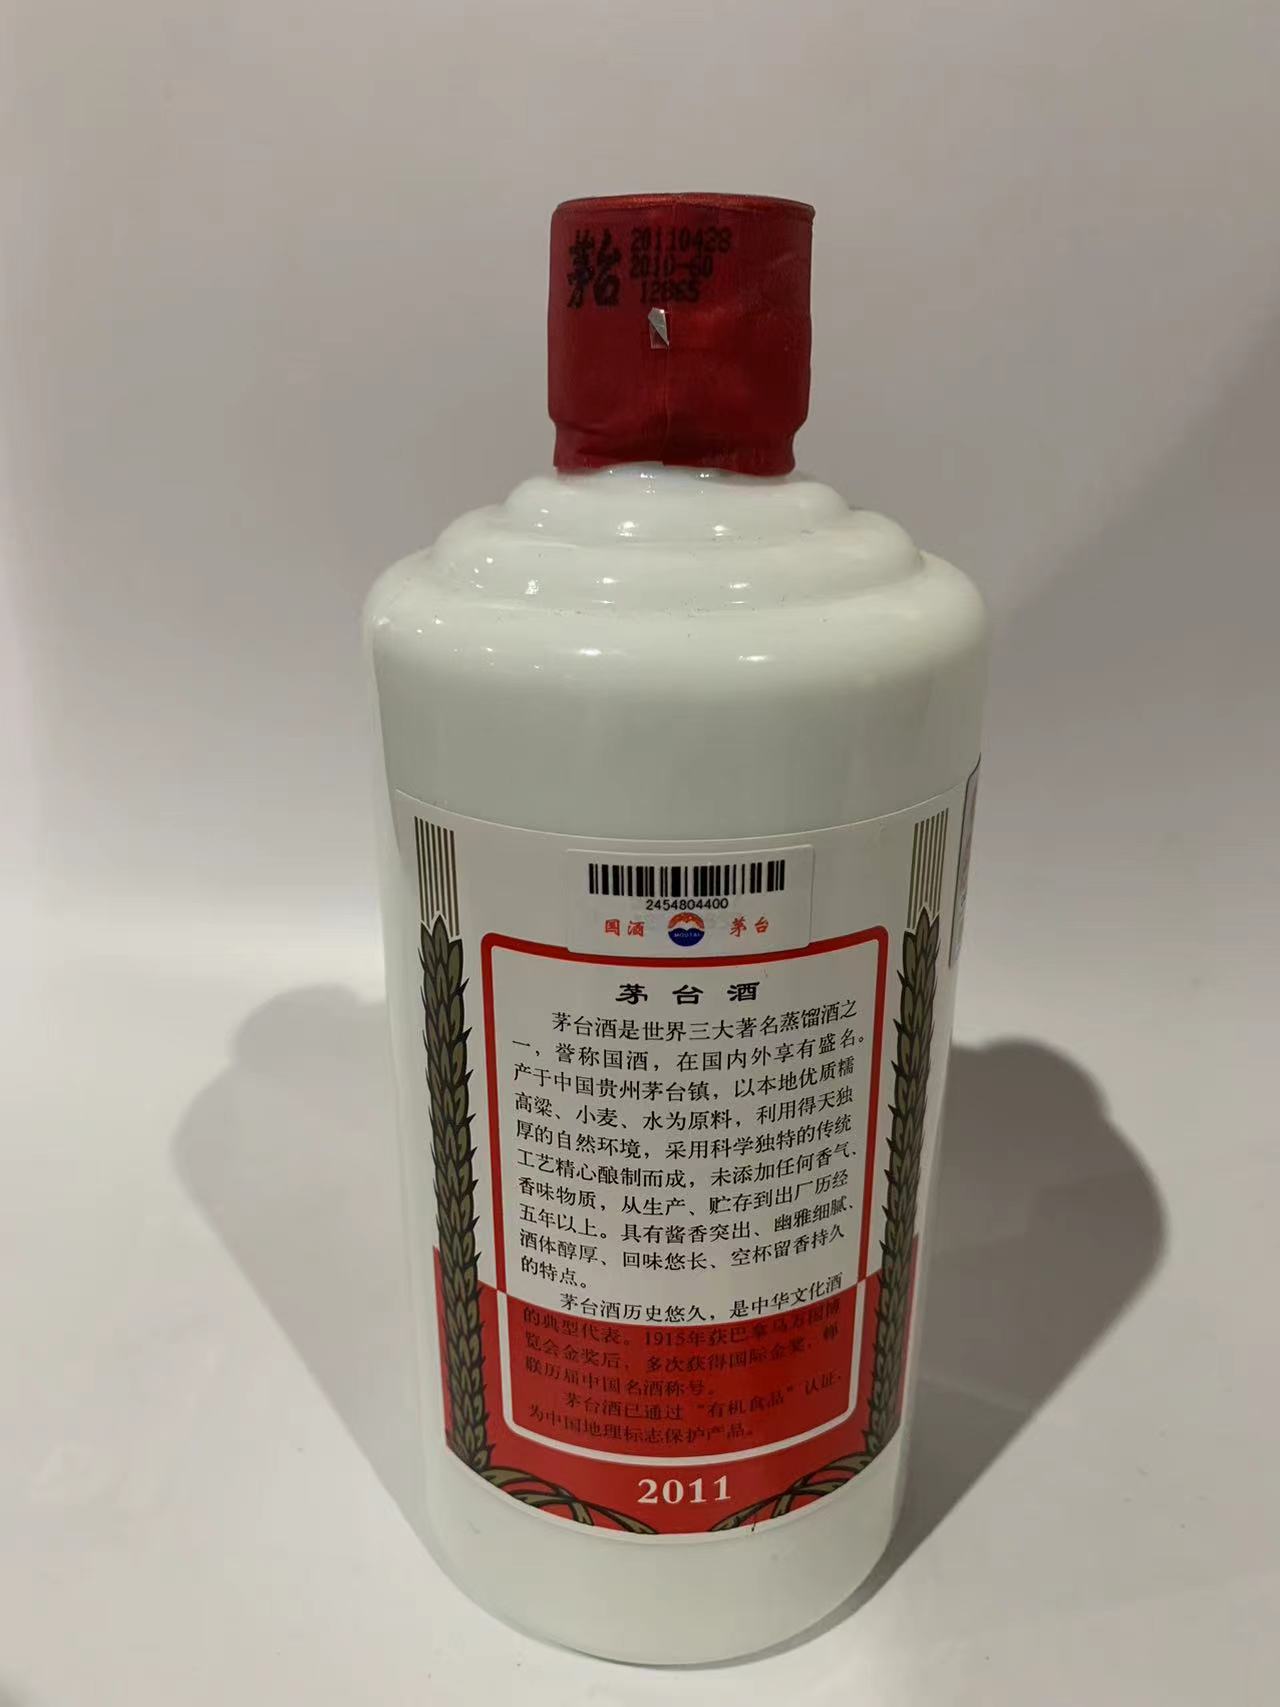 茅台
20110428
2010-60
12865
2454804400
国酒
MOUTAI
茅台
茅台酒
茅台酒是世界三大著名蒸馏酒之
一，誉称国酒，在国内外享有盛名。
产于中国贵州茅台镇，以本地优质糯
高粱、小麦、水为原料，利用得天独
厚的自然环境，采用科学独特的传统
工艺精心酿制而成，未添加任何香气、
香味物质，从生产、贮存到出厂历经
五年以上。具有酱香突出、幽雅细腻、
酒体醇厚、回味悠长、空杯留香持久
的特点。
茅台酒历史悠久，是中华文化酒
的典型代表。1915年获巴拿马万国博
览会金奖后，多次获得国际金奖，蝉
联历届中国名酒称号。
茅台酒已通过“有机食品”认证，
为中国地理标志保护产品。
2011